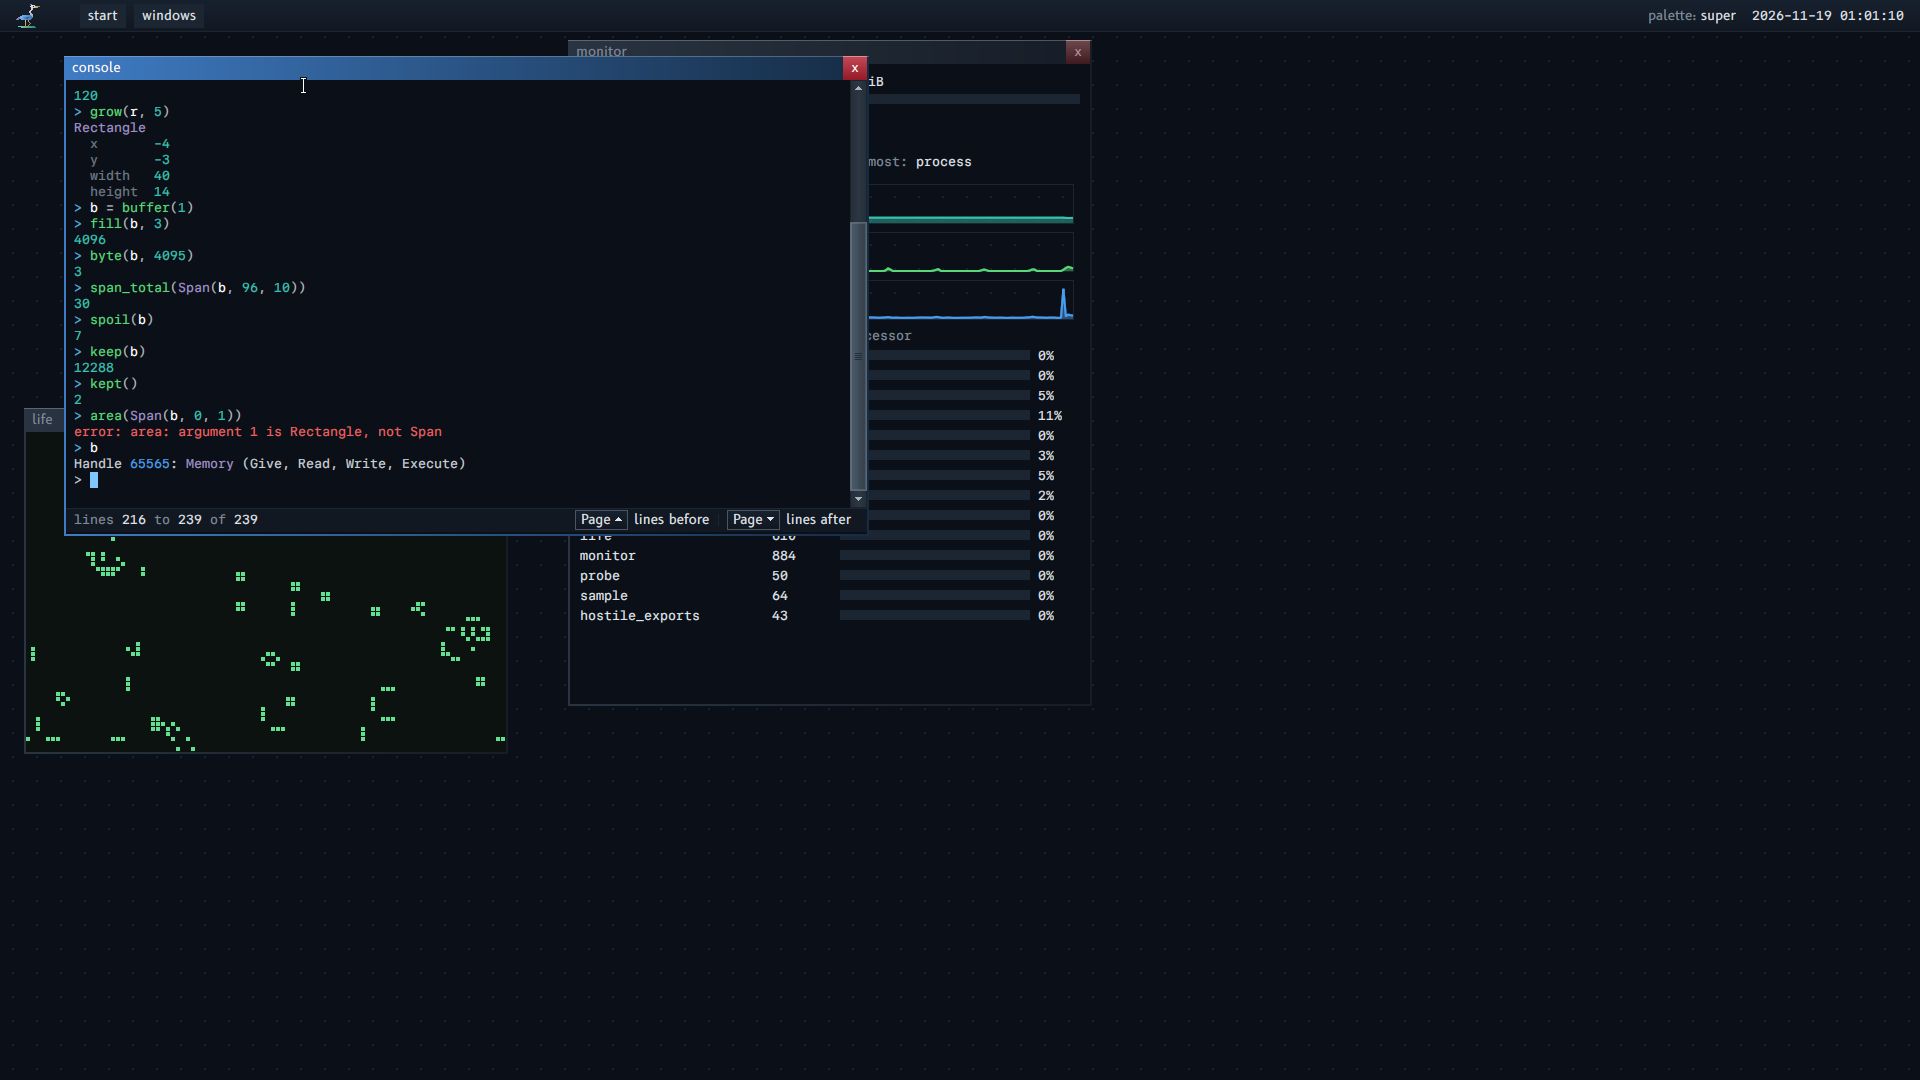 start windows palette: super 2026-11-19 01:01:10
monitor x
console x
iB
120
> grow(r, 5)
Rectangle
x -4
y -3
width 40
height 14
> b = buffer(1)
> fill(b, 3)
4096
> byte(b, 4095)
3
> span_total(Span(b, 96, 10))
30
> spoil(b)
7
> keep(b)
12288
> kept()
2
> area(Span(b, 0, 1))
error: area: argument 1 is Rectangle, not Span
> b
Handle 65565: Memory (Give, Read, Write, Execute)
>
lines 216 to 239 of 239 Page lines before Page lines after
most: process
cessor
0%
0%
5%
11%
0%
3%
5%
2%
0%
0%
monitor 884 0%
probe 50 0%
sample 64 0%
hostile_exports 43 0%
life